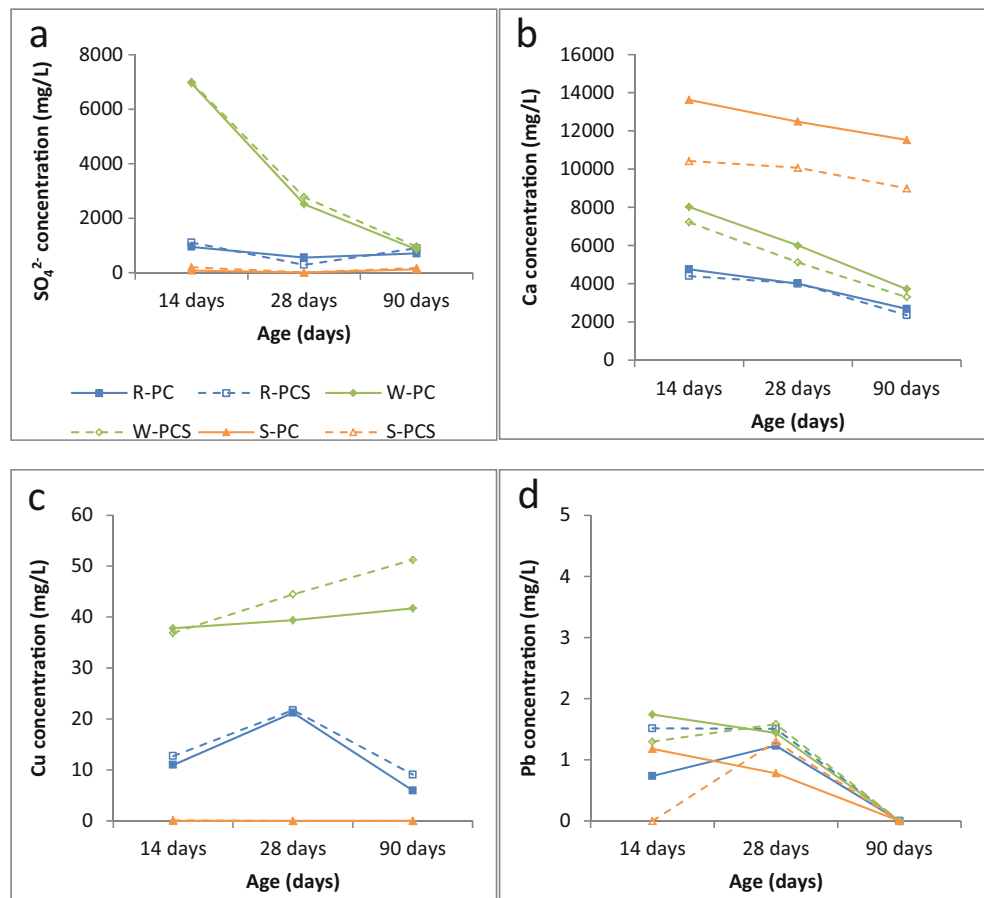 a
SO₄²⁻ concentration (mg/L)
8000
6000
4000
2000
0
14 days 28 days 90 days
Age (days)
R-PC R-PCS W-PC
W-PCS S-PC S-PCS
b
Ca concentration (mg/L)
16000
14000
12000
10000
8000
6000
4000
2000
0
14 days 28 days 90 days
Age (days)
c
Cu concentration (mg/L)
60
50
40
30
20
10
0
14 days 28 days 90 days
Age (days)
d
Pb concentration (mg/L)
5
4
3
2
1
0
14 days 28 days 90 days
Age (days)